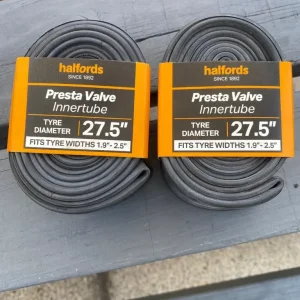 halfords
SINCE 1892
Presta Valve
Innertube
TYRE
DIAMETER
27.5"
FITS TYRE WIDTHS 1.9"- 2.5"
halfords
SINCE 1892
Presta Valve
Innertube
TYRE
DIAMETER
27.5"
FITS TYRE WIDTHS 1.9"- 2.5"